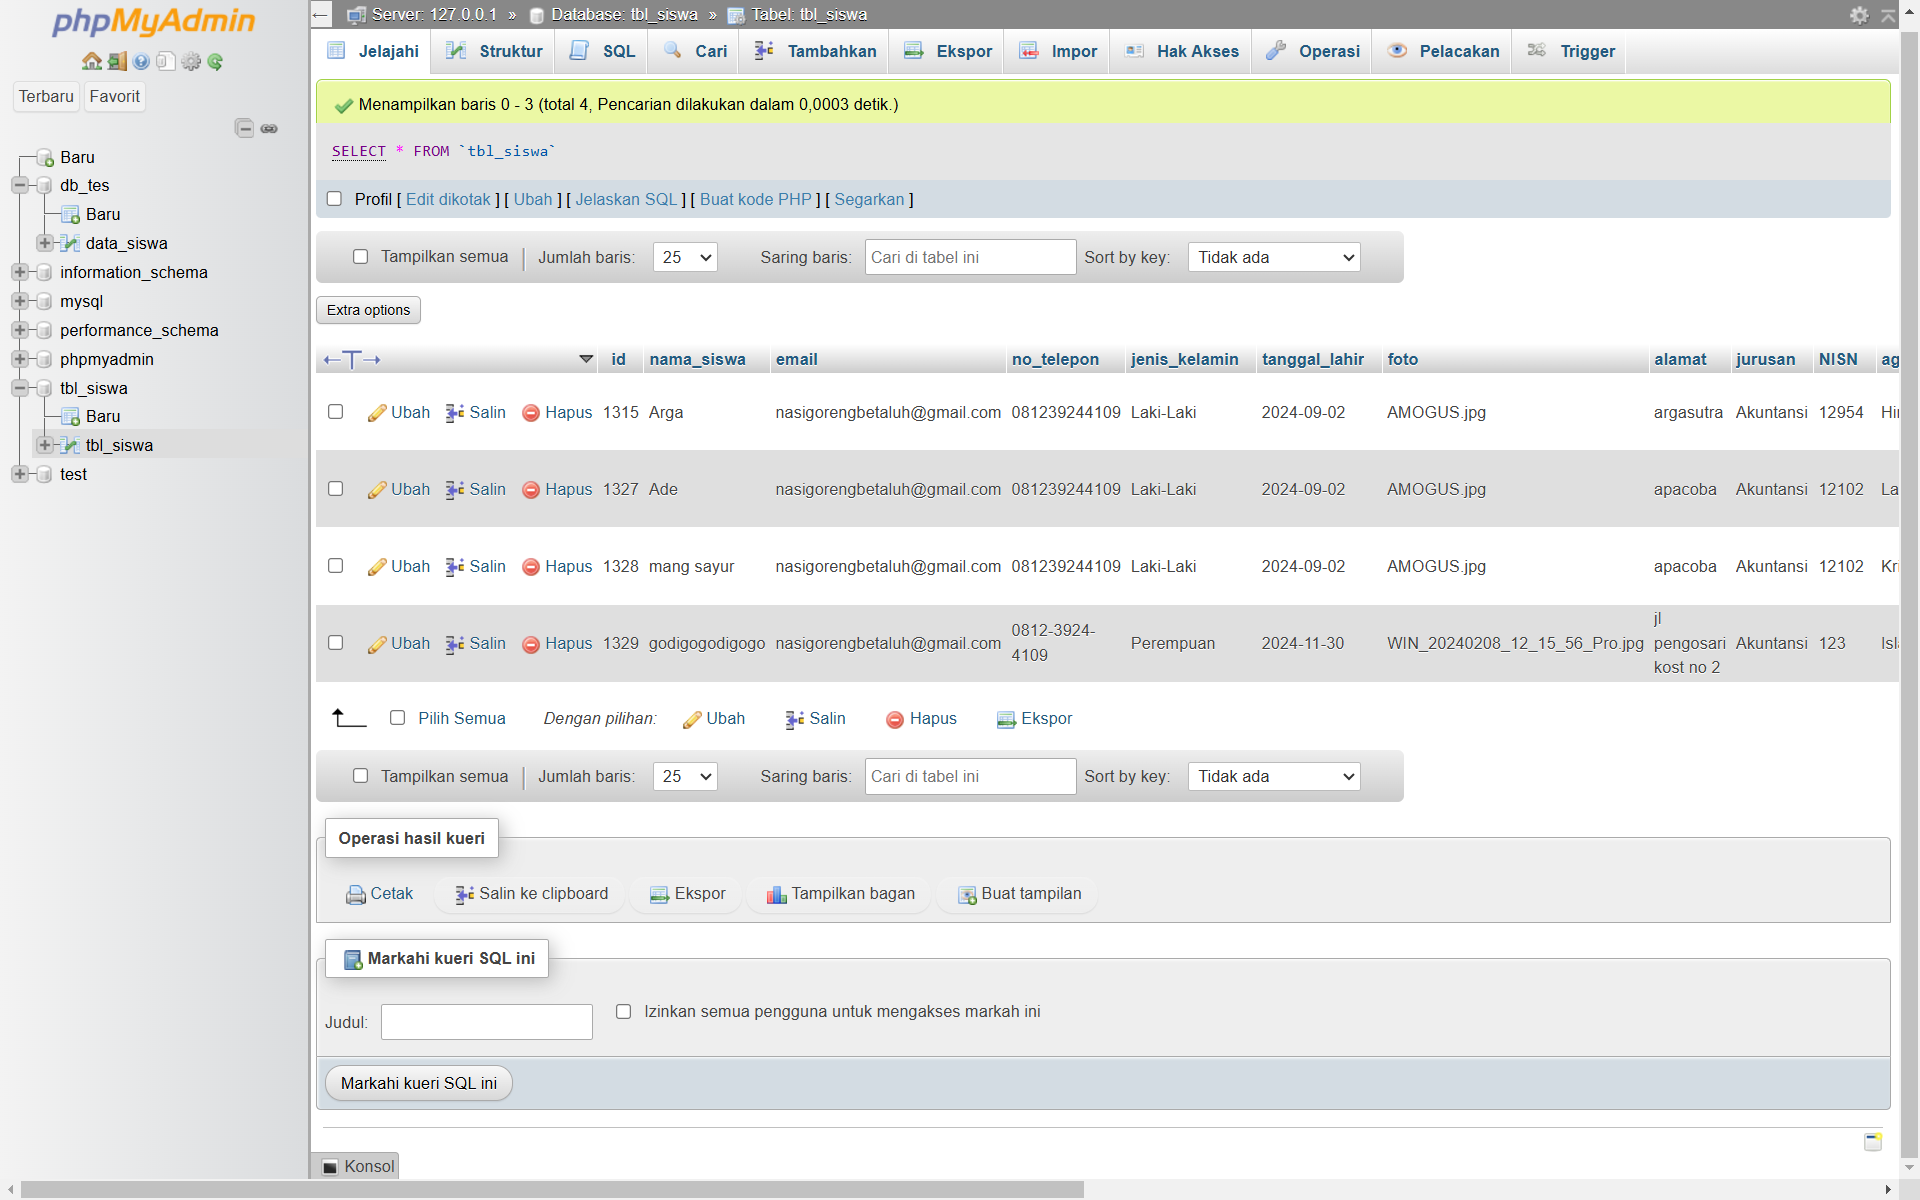 phpMyAdmin
Terbaru Favorit
Baru
db_tes
Baru
data_siswa
information_schema
mysql
performance_schema
phpmyadmin
tbl_siswa
Baru
tbl_siswa
test
Server: 127.0.0.1 » Database: tbl_siswa » Tabel: tbl_siswa
Jelajahi Struktur SQL Cari Tambahkan Ekspor Impor Hak Akses Operasi Pelacakan Trigger
Menampilkan baris 0 - 3 (total 4, Pencarian dilakukan dalam 0,0003 detik.)
SELECT * FROM `tbl_siswa`
Profil [ Edit dikotak ] [ Ubah ] [ Jelaskan SQL ] [ Buat kode PHP ] [ Segarkan ]
Tampilkan semua Jumlah baris: 25 Saring baris: Cari di tabel ini Sort by key: Tidak ada
Extra options
←T→ id nama_siswa email no_telepon jenis_kelamin tanggal_lahir foto alamat jurusan NISN ag
Ubah Salin Hapus 1315 Arga nasigorengbetaluh@gmail.com 081239244109 Laki-Laki 2024-09-02 AMOGUS.jpg argasutra Akuntansi 12954 Hi
Ubah Salin Hapus 1327 Ade nasigorengbetaluh@gmail.com 081239244109 Laki-Laki 2024-09-02 AMOGUS.jpg apacoba Akuntansi 12102 La
Ubah Salin Hapus 1328 mang sayur nasigorengbetaluh@gmail.com 081239244109 Laki-Laki 2024-09-02 AMOGUS.jpg apacoba Akuntansi 12102 Kri
Ubah Salin Hapus 1329 godigogodigogo nasigorengbetaluh@gmail.com 0812-3924-4109 Perempuan 2024-11-30 WIN_20240208_12_15_56_Pro.jpg jl pengosari kost no 2 Akuntansi 123 Isl
Pilih Semua Dengan pilihan: Ubah Salin Hapus Ekspor
Tampilkan semua Jumlah baris: 25 Saring baris: Cari di tabel ini Sort by key: Tidak ada
Operasi hasil kueri
Cetak Salin ke clipboard Ekspor Tampilkan bagan Buat tampilan
Markahi kueri SQL ini
Judul: Izinkan semua pengguna untuk mengakses markah ini
Markahi kueri SQL ini
Konsol